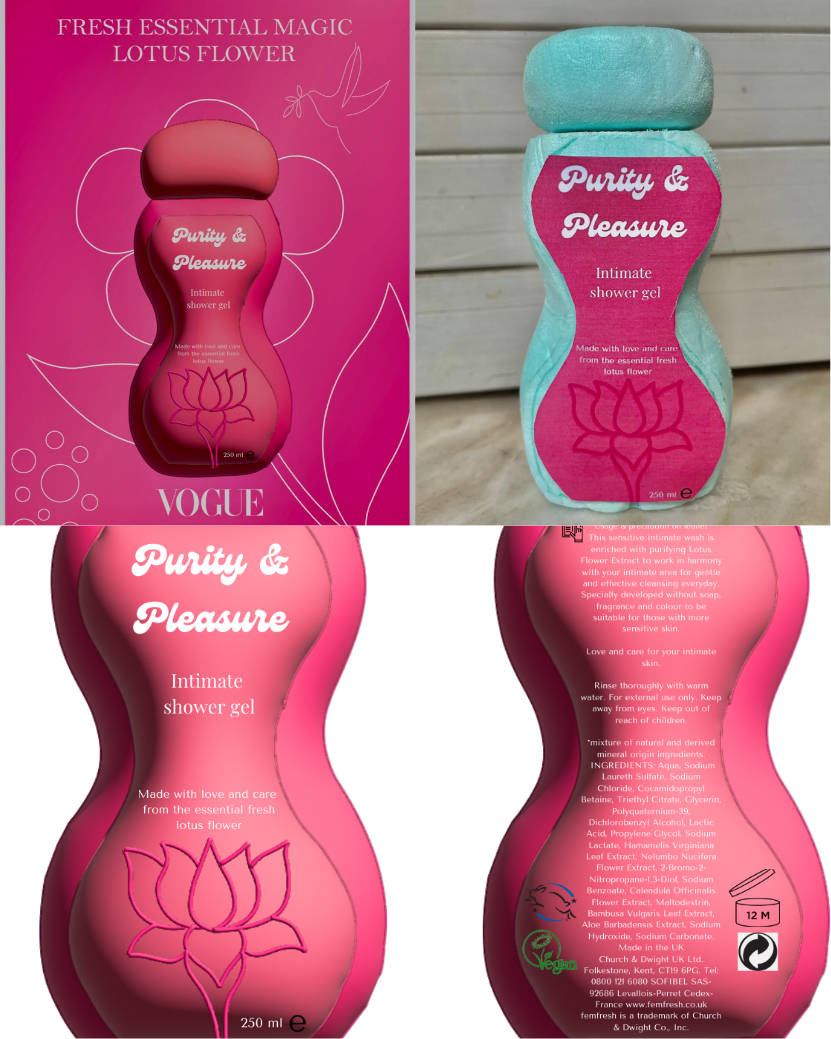 FRESH ESSENTIAL MAGIC
LOTUS FLOWER
Purity &
Pleasure
Intimate
shower gel
Made with love and care
from the essential fresh
lotus flower
250 ml e
VOGUE
Purity &
Pleasure
Intimate
shower gel
Made with love and care
from the essential fresh
lotus flower
250 ml e
Purity &
Pleasure
Intimate
shower gel
Made with love and care
from the essential fresh
lotus flower
250 ml e
This sensitive intimate wash is
enriched with purifying Lotus
Flower Extract to work in harmony
with your intimate area for gentle
and effective cleansing everyday.
Specially developed without soap,
fragrance and colour to be
suitable for those with more
sensitive skin.
Love and care for your intimate
skin.
Rinse thoroughly with warm
water. For external use only. Keep
away from eyes. Keep out of
reach of children.
*mixture of natural and derived
mineral origin ingredients.
INGREDIENTS: Aqua, Sodium
Laureth Sulfate, Sodium
Chloride, Cocamidopropyl
Betaine, Triethyl Citrate, Glycerin,
Polyquaternium-39,
Dichlorobenzyl Alcohol, Lactic
Acid, Propylene Glycol, Sodium
Lactate, Hamamelis Virginiana
Leaf Extract, Nelumbo Nucifera
Flower Extract, 2-Bromo-2-
Nitropropane-1,3-Diol, Sodium
Benzoate, Calendula Officinalis
Flower Extract, Maltodextrin,
Bambusa Vulgaris Leaf Extract,
Aloe Barbadensis Extract, Sodium
Hydroxide, Sodium Carbonate.
Made in the UK
Church & Dwight UK Ltd.
Folkestone, Kent, CT19 6PG. Tel:
0800 121 6080 SOFIBEL SAS-
92686 Levallois-Perret Cedex-
France www.femfresh.co.uk
femfresh is a trademark of Church
& Dwight Co., Inc.
Vegan
12 M